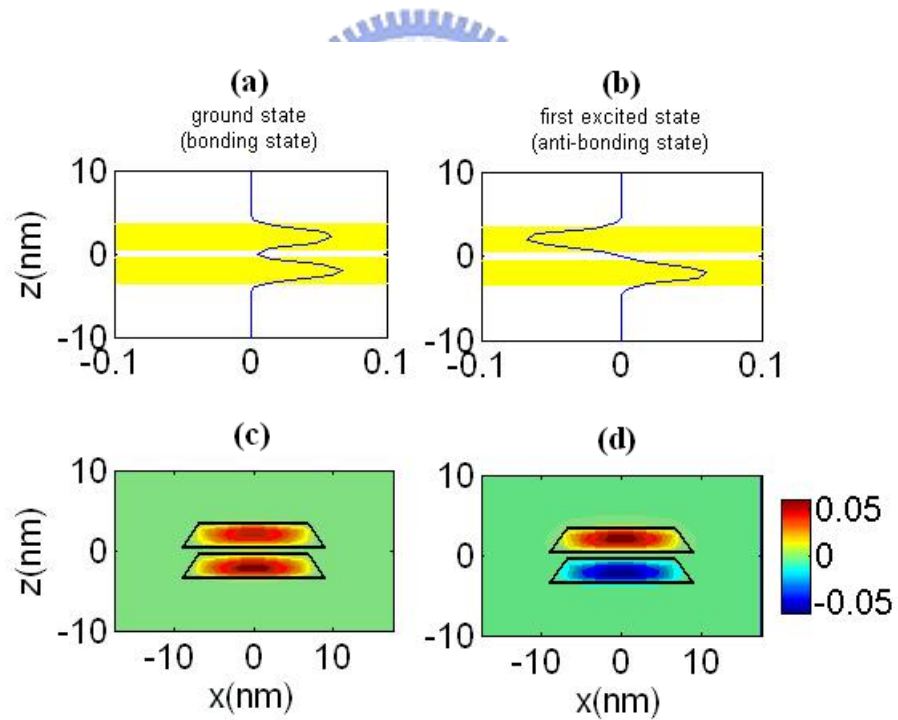 (a)
ground state
(bonding state)
(b)
first excited state
(anti-bonding state)
10
0
-10
z(nm)
-0.1
0
0.1
10
0
-10
-0.1
0
0.1
(c)
10
0
-10
z(nm)
-10
0
10
x(nm)
(d)
10
0
-10
-10
0
10
x(nm)
0.05
0
-0.05